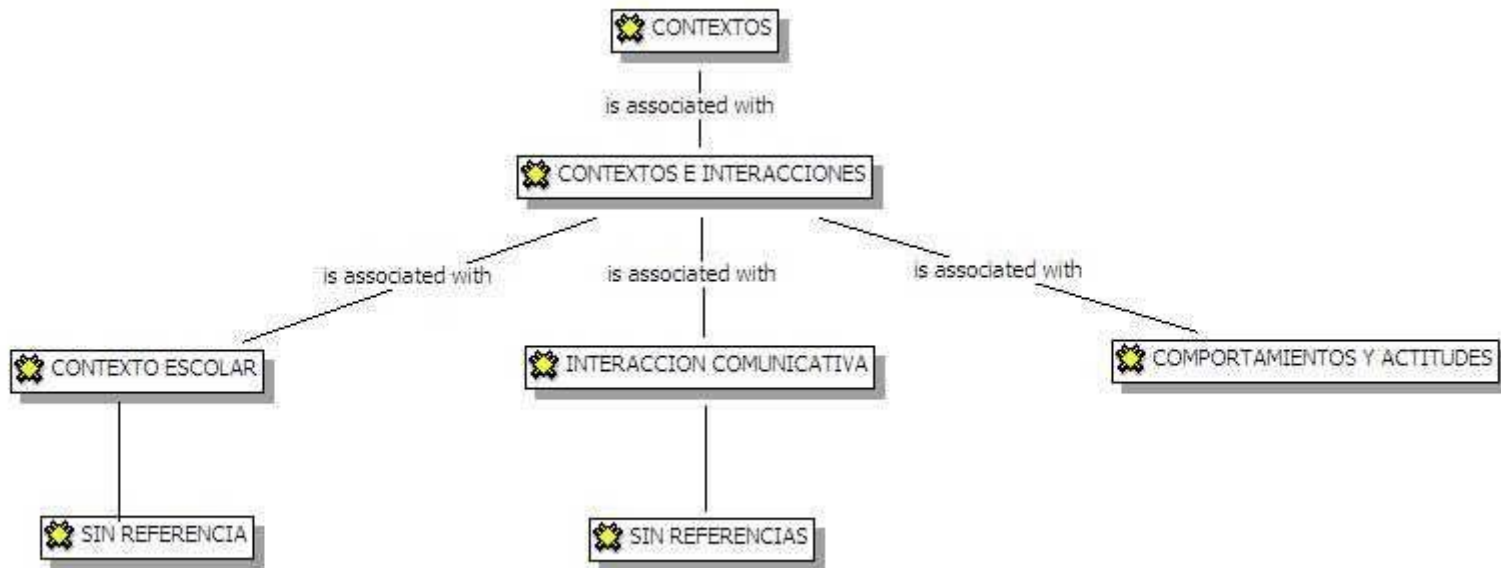 CONTEXTOS
is associated with
CONTEXTOS E INTERACCIONES
is associated with
is associated with
is associated with
CONTEXTO ESCOLAR
INTERACCION COMUNICATIVA
COMPORTAMIENTOS Y ACTITUDES
SIN REFERENCIA
SIN REFERENCIAS